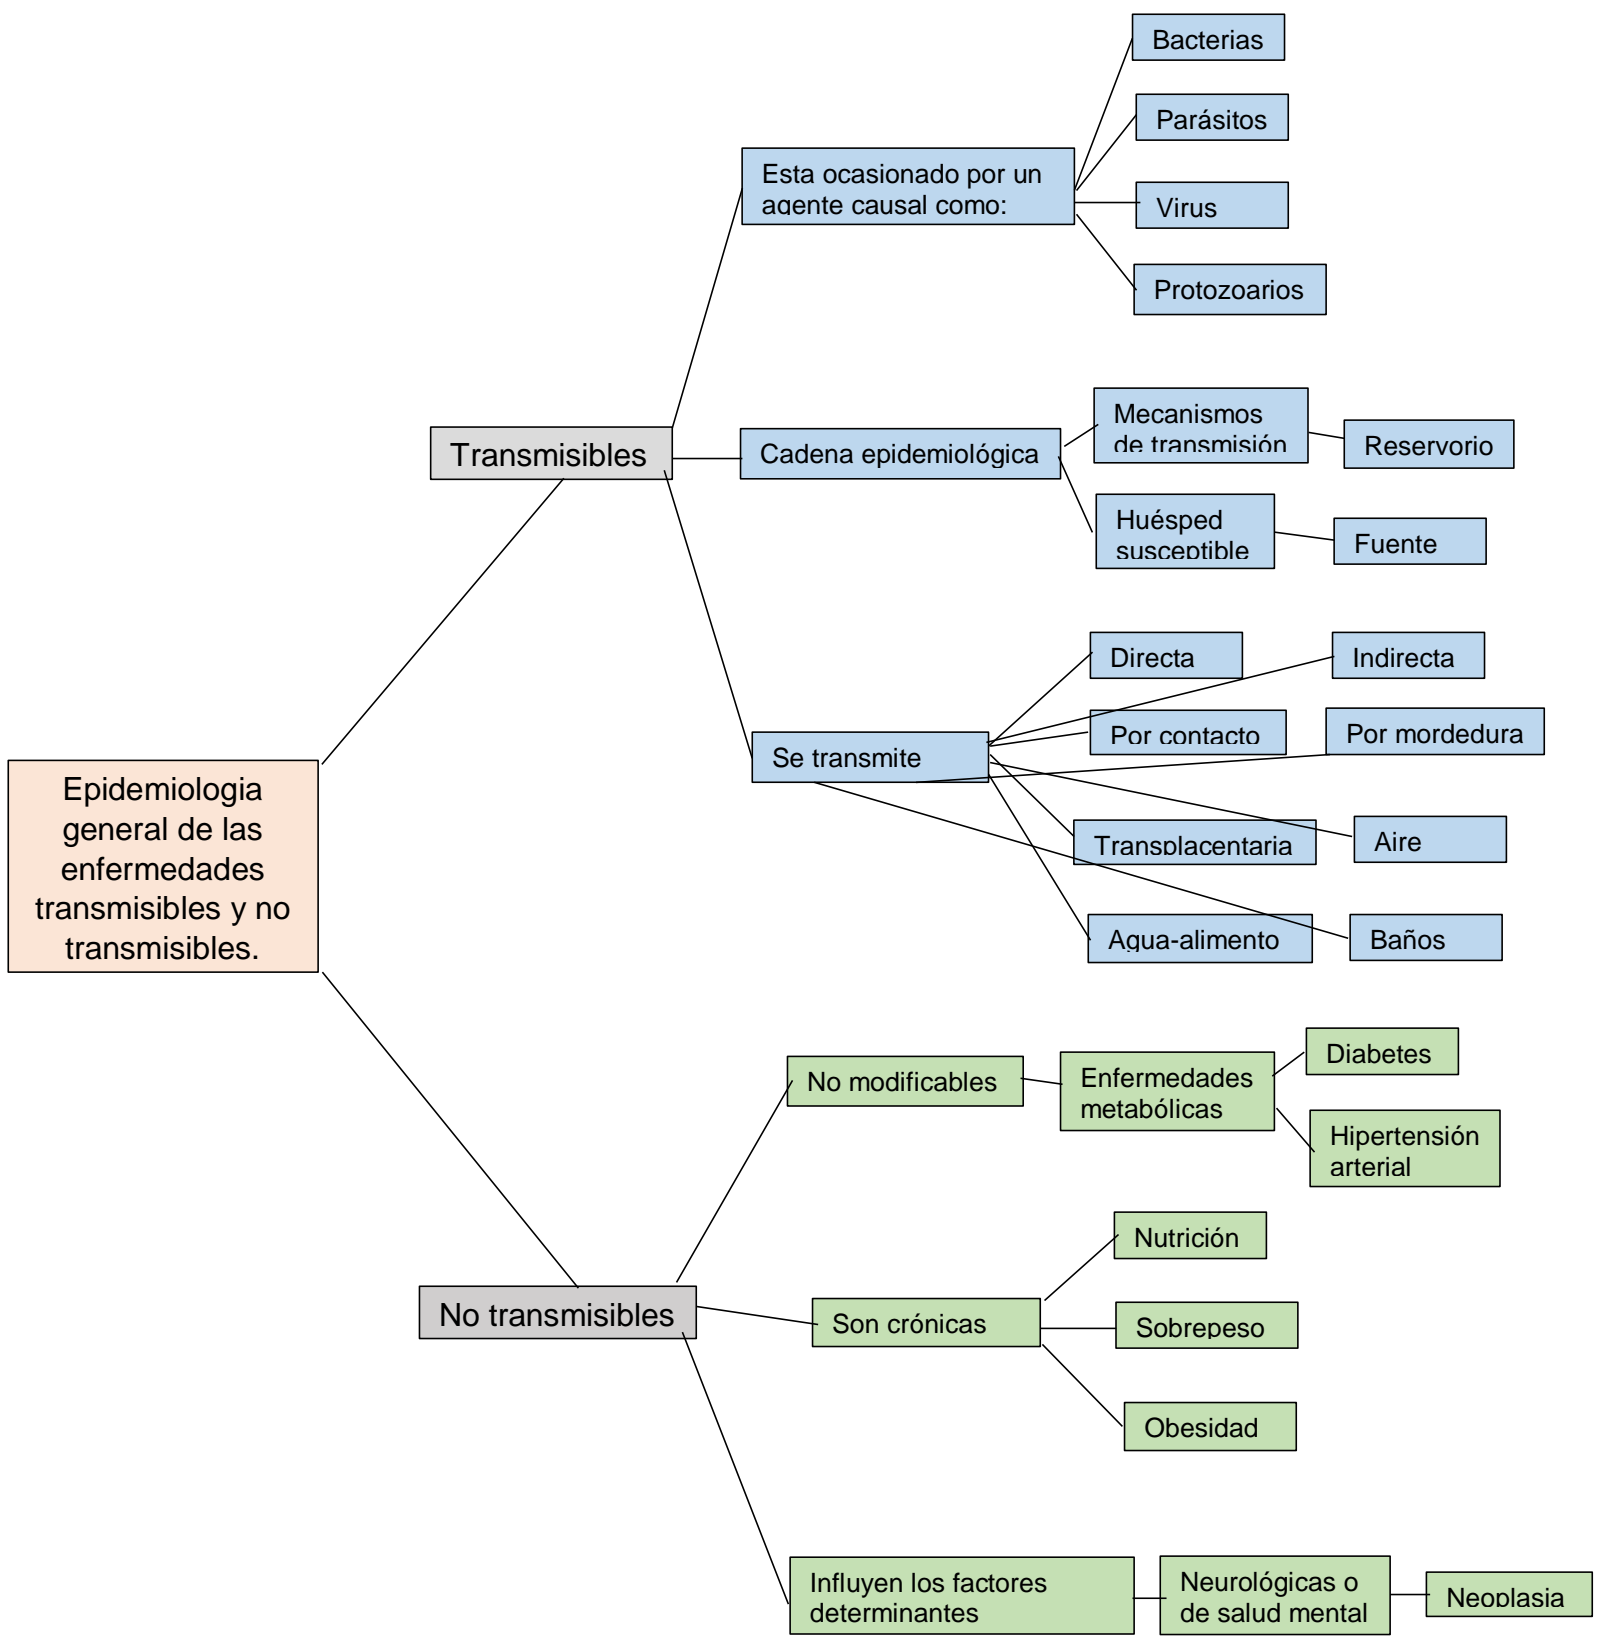 Epidemiologia
general de las
enfermedades
transmisibles y no
transmisibles.
Transmisibles
Esta ocasionado por un
agente causal como:
Bacterias
Parásitos
Virus
Protozoarios
Cadena epidemiológica
Mecanismos
de transmisión
Reservorio
Huésped
susceptible
Fuente
Se transmite
Directa
Indirecta
Por contacto
Por mordedura
Transplacentaria
Aire
Agua-alimento
Baños
No transmisibles
No modificables
Enfermedades
metabólicas
Diabetes
Hipertensión
arterial
Son crónicas
Nutrición
Sobrepeso
Obesidad
Influyen los factores
determinantes
Neurológicas o
de salud mental
Neoplasia